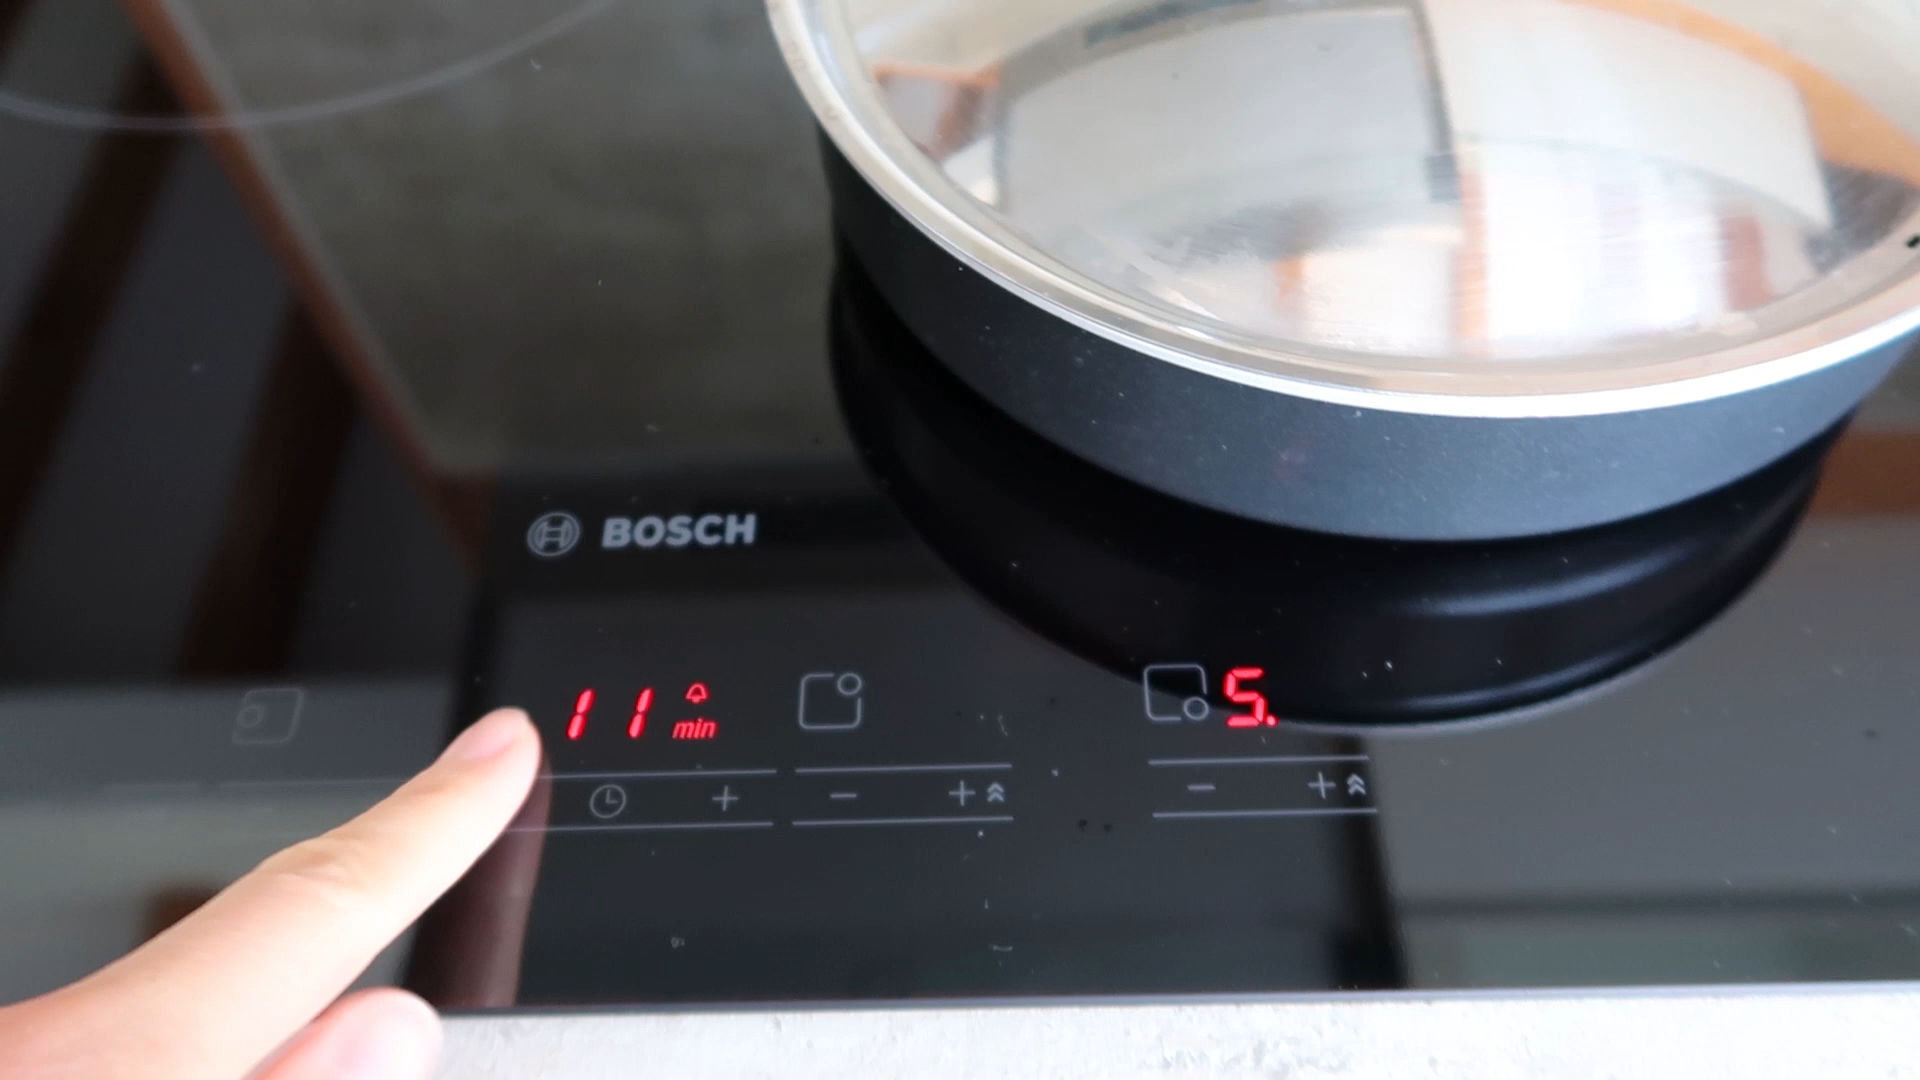 BOSCH
11 min
5.
- +
- +
+